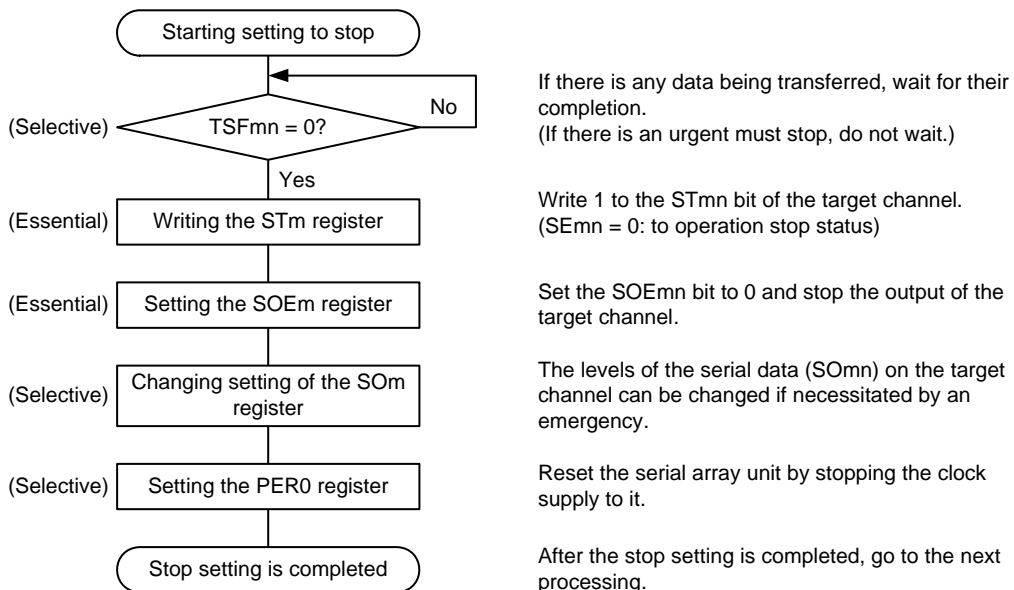 Starting setting to stop
If there is any data being transferred, wait for their
completion.
(If there is an urgent must stop, do not wait.)
(Selective)
TSFmn = 0?
No
Yes
(Essential)
Writing the STm register
Write 1 to the STmn bit of the target channel.
(SEmn = 0: to operation stop status)
(Essential)
Setting the SOEm register
Set the SOEmn bit to 0 and stop the output of the
target channel.
(Selective)
Changing setting of the SOm
register
The levels of the serial data (SOmn) on the target
channel can be changed if necessitated by an
emergency.
(Selective)
Setting the PER0 register
Reset the serial array unit by stopping the clock
supply to it.
Stop setting is completed
After the stop setting is completed, go to the next
processing.